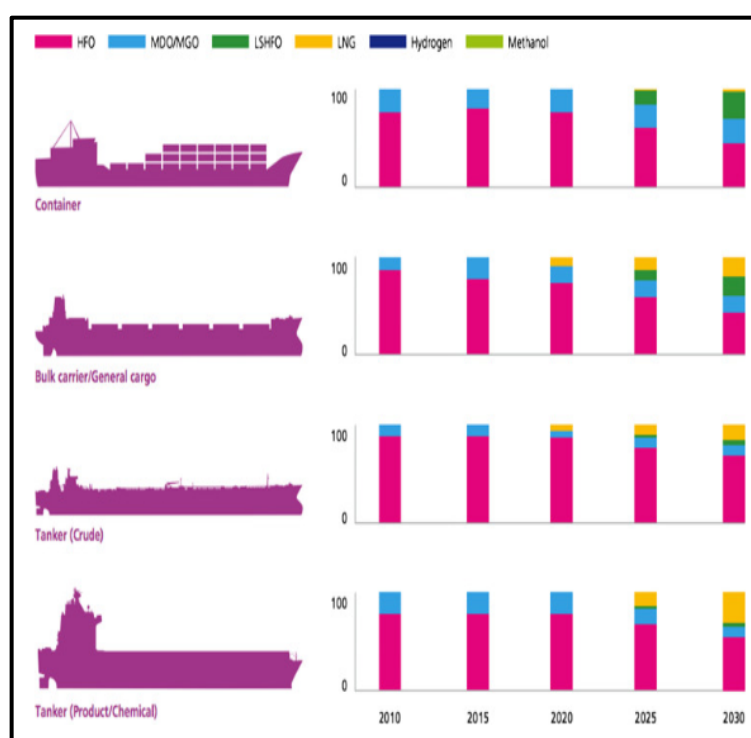 HFO MDO/MGO LSHFO LNG Hydrogen Methanol
100
0
Container
100
0
Bulk carrier/General cargo
100
0
Tanker (Crude)
100
0
Tanker (Product/Chemical)
2010 2015 2020 2025 2030